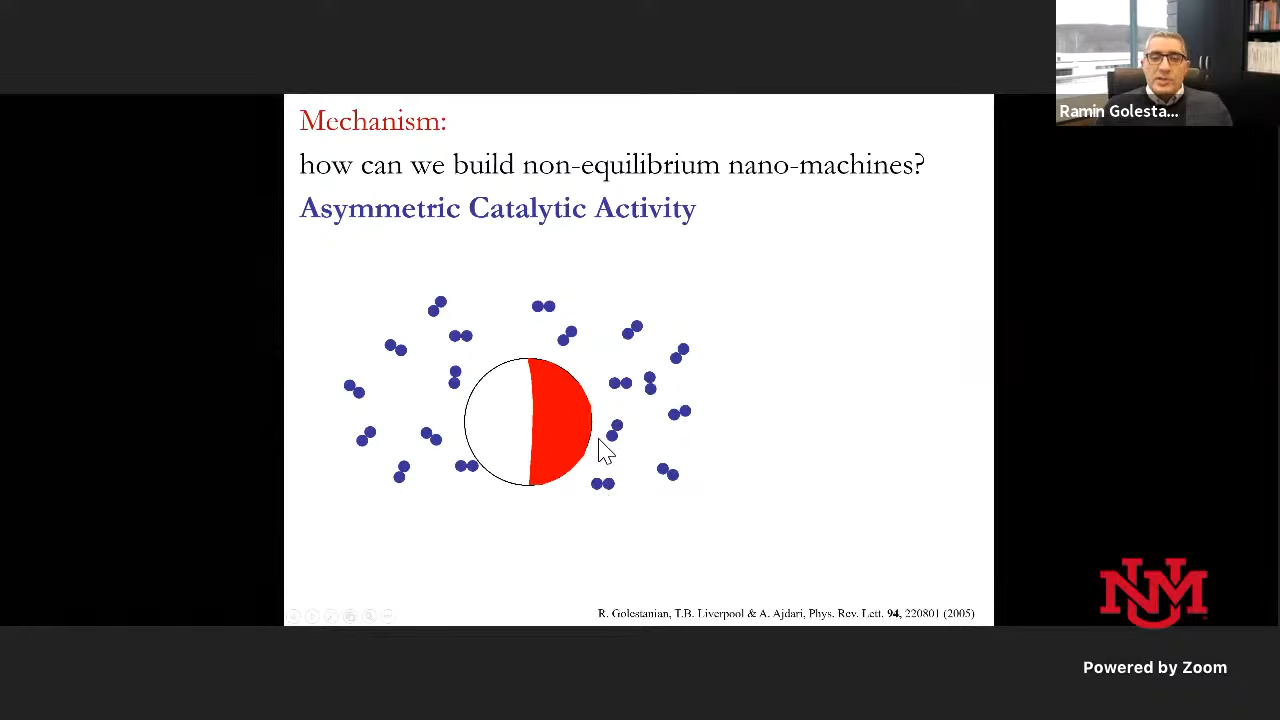 Ramin Golesta...
Mechanism:
how can we build non-equilibrium nano-machines?
Asymmetric Catalytic Activity
R. Golestanian, T.B. Liverpool & A. Ajdari, Phys. Rev. Lett. 94, 220801 (2005)
UNM
Powered by Zoom